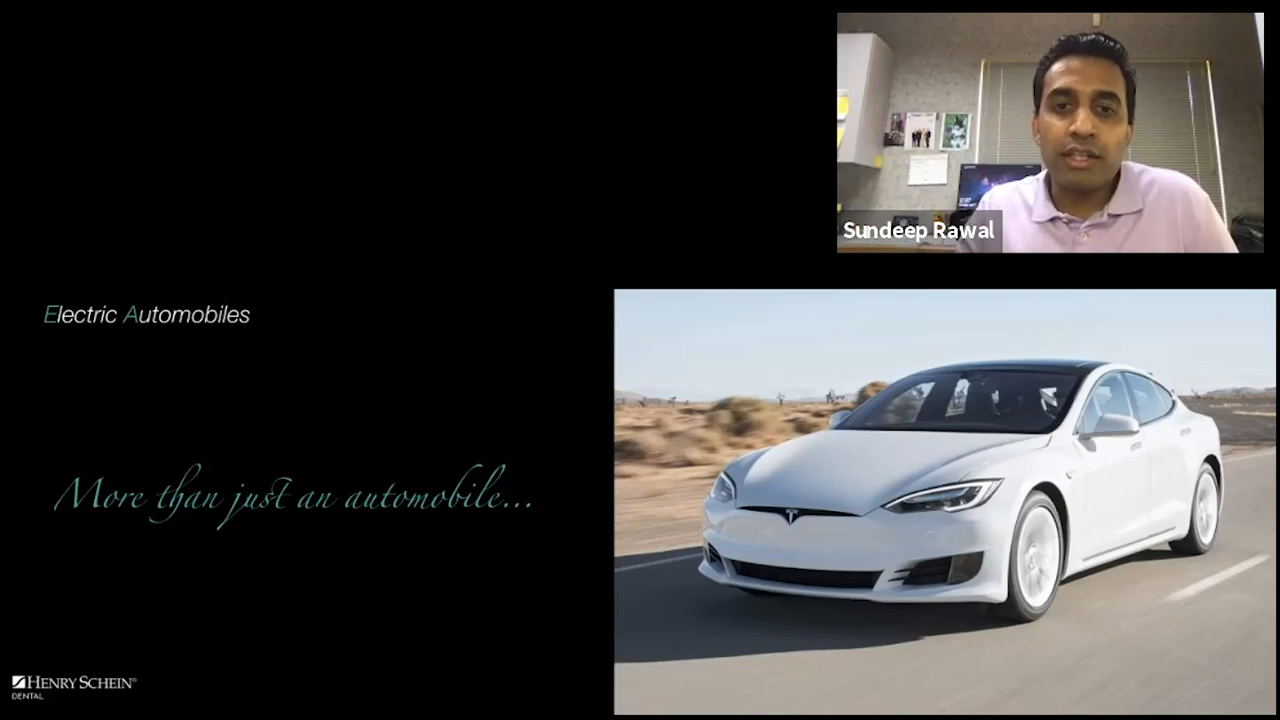 Sundeep Rawal
Electric Automobiles
More than just an automobile...
HENRY SCHEIN®
DENTAL